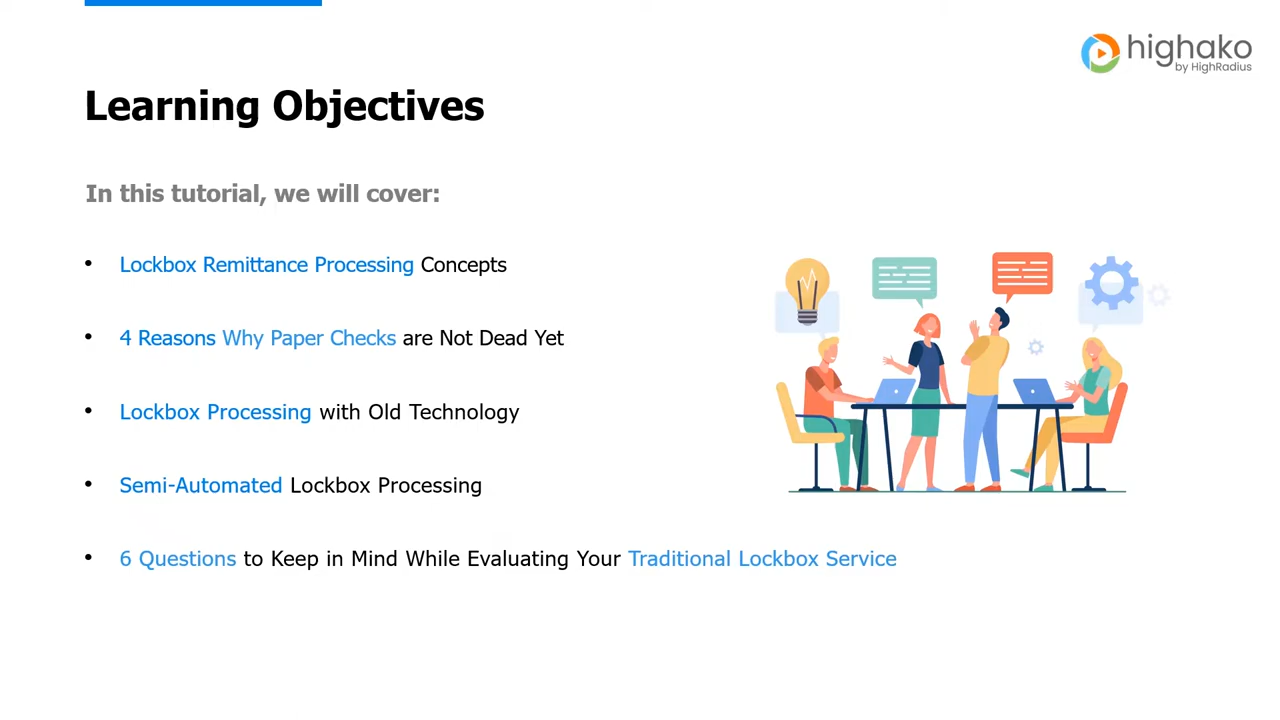 highako
by HighRadius
Learning Objectives
In this tutorial, we will cover:
• Lockbox Remittance Processing Concepts
• 4 Reasons Why Paper Checks are Not Dead Yet
• Lockbox Processing with Old Technology
• Semi-Automated Lockbox Processing
• 6 Questions to Keep in Mind While Evaluating Your Traditional Lockbox Service